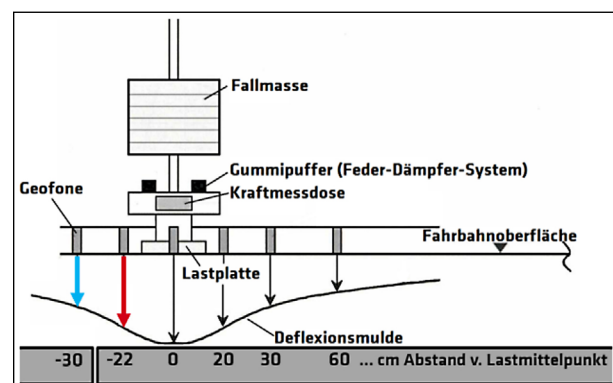 Fallmasse
Gummipuffer (Feder-Dämpfer-System)
Geofone
Kraftmessdose
Fahrbahnoberfläche
Lastplatte
Deflexionsmulde
-30 -22 0 20 30 60 ... cm Abstand v. Lastmittelpunkt